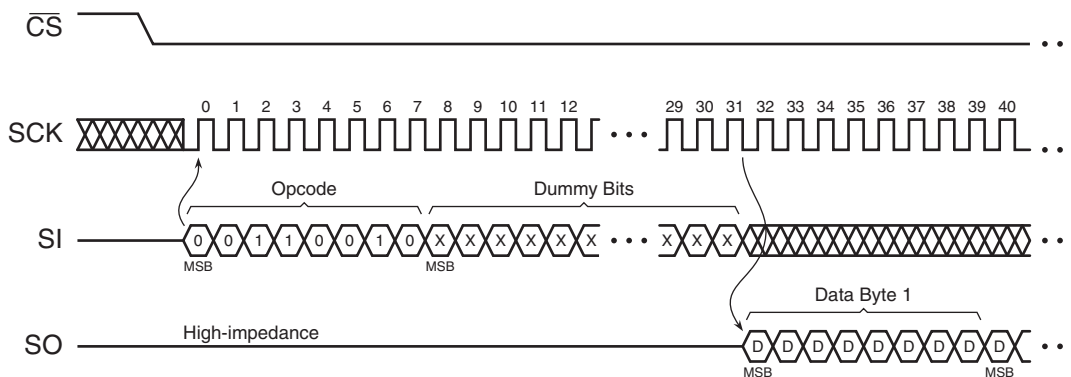 CS
0 1 2 3 4 5 6 7 8 9 10 11 12 29 30 31 32 33 34 35 36 37 38 39 40
SCK
Opcode Dummy Bits
SI 0 0 1 1 0 0 1 0 X X X X X X X X X
MSB MSB
Data Byte 1
High-impedance
SO D D D D D D D D D
MSB MSB